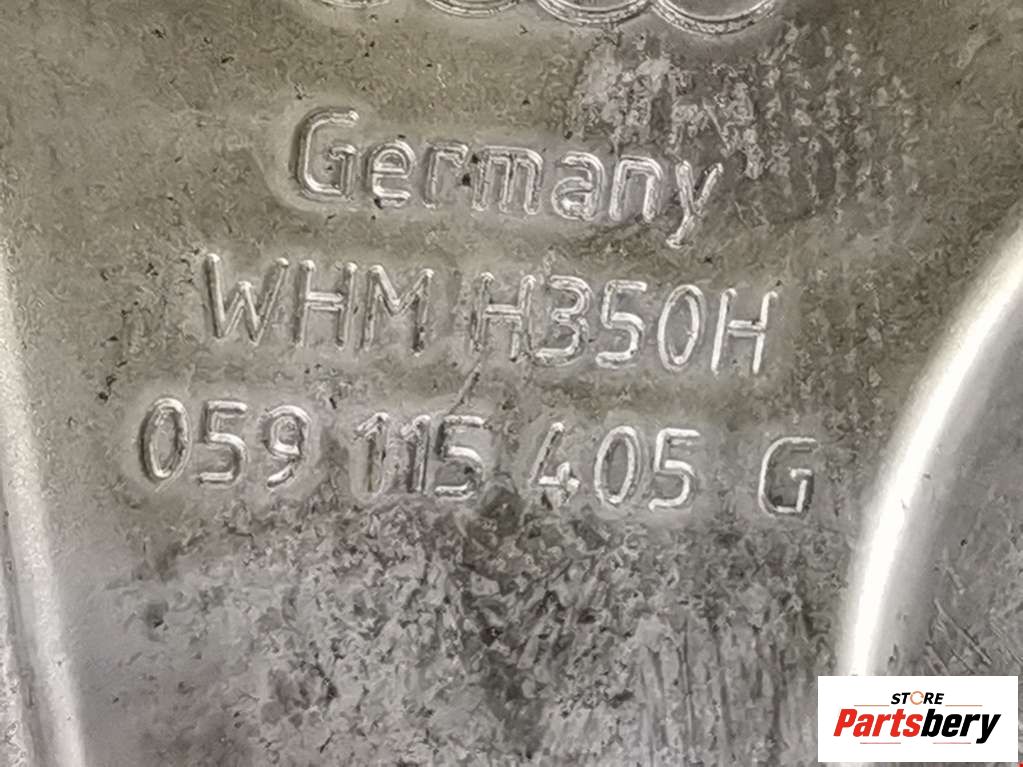 Germany
WHM H350H
059 115 405 G
STORE
Partsbery